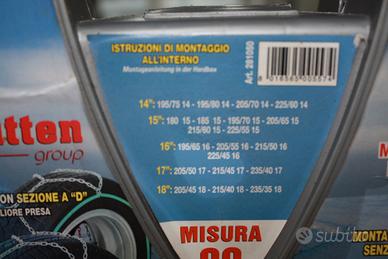 ISTRUZIONI DI MONTAGGIO
ALL'INTERNO
Montageanleitung in der Hardbox
Art. 281050
8 016565 005574
14": 195/75 14 - 195/80 14 - 205/70 14 - 225/60 14
15": 180 15 - 185 15 - 195/70 15 - 205/65 15
215/60 15 - 225/55 15
16": 195/65 16 - 205/55 16 - 215/50 16
225/45 16
17": 205/50 17 - 215/45 17 - 235/40 17
18": 205/45 18 - 215/40 18 - 235/35 18
MISURA
tten
group
CON SEZIONE A "D"
LIORE PRESA
MONTA
SENZ
subito